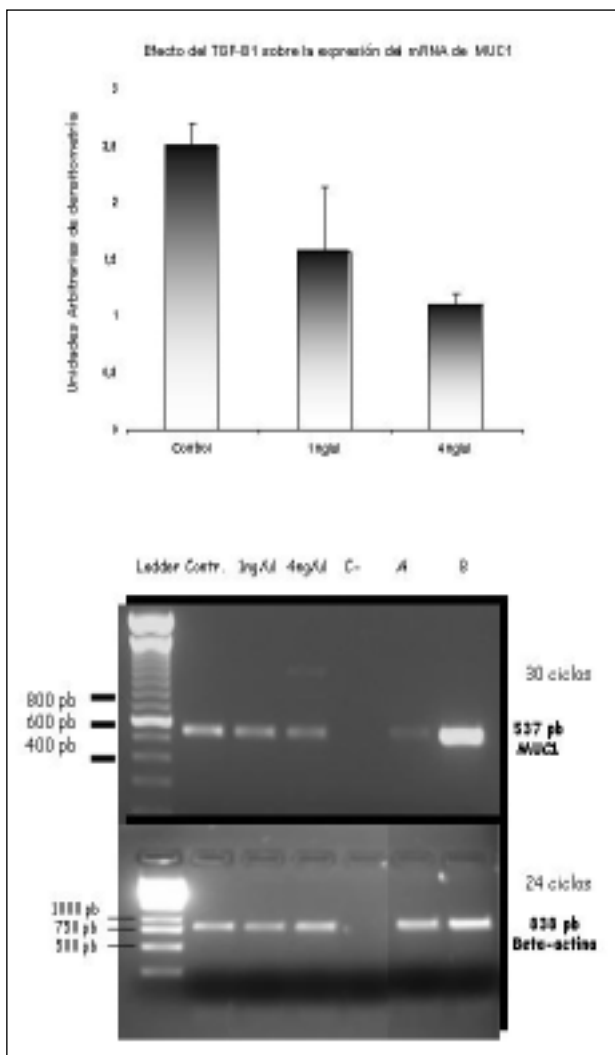 Efecto del TGF-B1 sobre la expresión del mRNA de MUC1
Unidades Arbitrarias de densitometría
3
2,5
2
1,5
1
0,5
0
Control
1ng/ul
4ng/ul
Ladder Contr. 1ng/ul 4ng/ul C- A B
30 ciclos
800 pb
600 pb
400 pb
537 pb
MUC1
24 ciclos
1000 pb
750 pb
500 pb
838 pb
Beta-actina